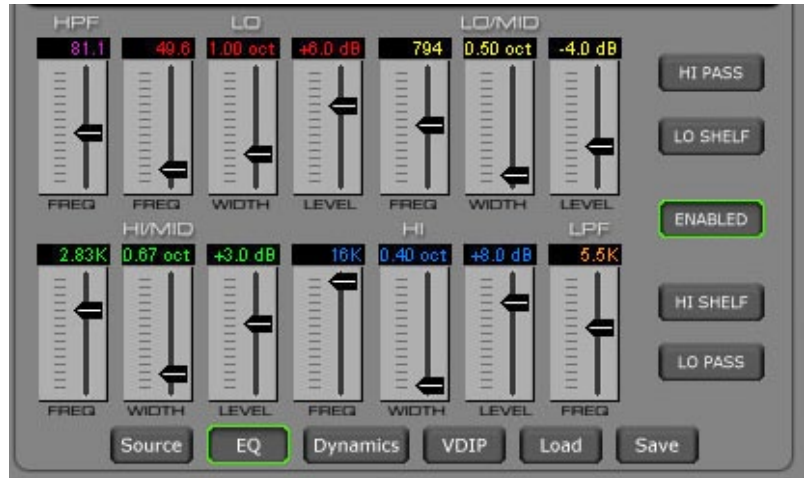 HPF LO LO/MID
81.1 49.6 1.00 oct +6.0 dB 794 0.50 oct -4.0 dB
HI PASS
LO SHELF
FREQ FREQ WIDTH LEVEL FREQ WIDTH LEVEL
ENABLED
HI/MID HI LPF
2.83K 0.67 oct +3.0 dB 16K 0.40 oct +8.0 dB 5.5K
HI SHELF
LO PASS
FREQ WIDTH LEVEL FREQ WIDTH LEVEL FREQ
Source EQ Dynamics VDIP Load Save